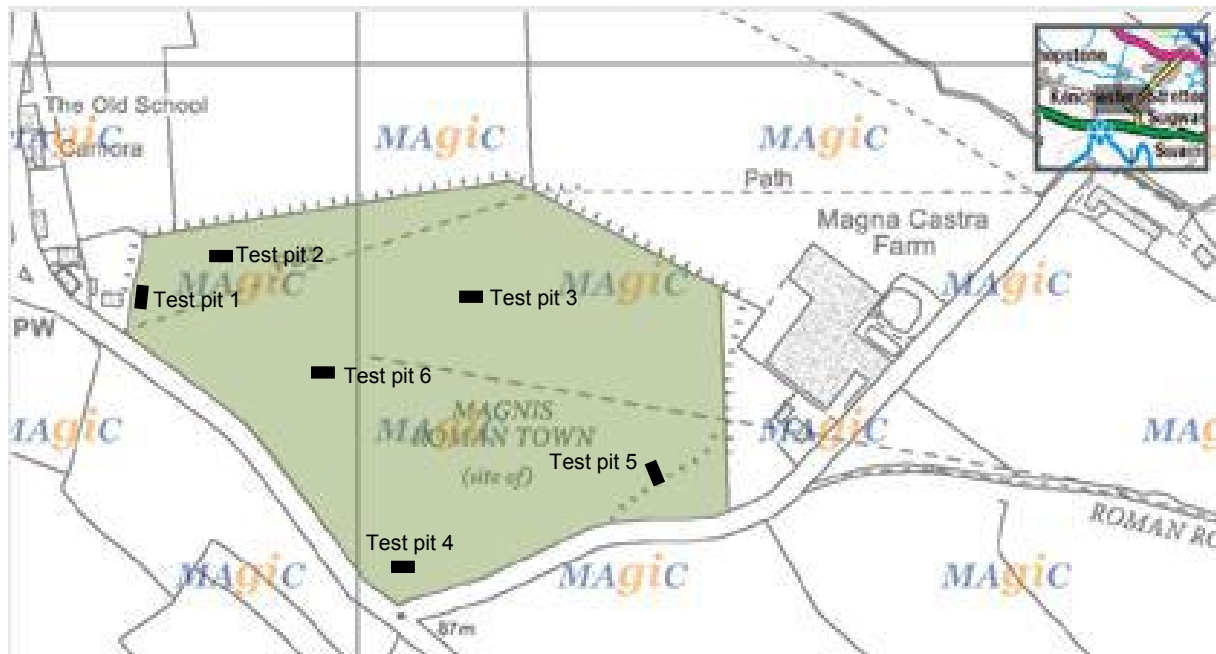 The Old School
MAgiC
MAgiC
MAgiC
Path
Magna Castra
Farm
Test pit 2
MAgiC
MAgiC
MAgiC
Test pit 1
Test pit 3
PW
Test pit 6
MAGNIS
ROMAN TOWN
(site of)
MAgiC
MAgiC
MAgiC
MAgiC
Test pit 5
ROMAN RO
Test pit 4
MAgiC
MAgiC
MAgiC
87m